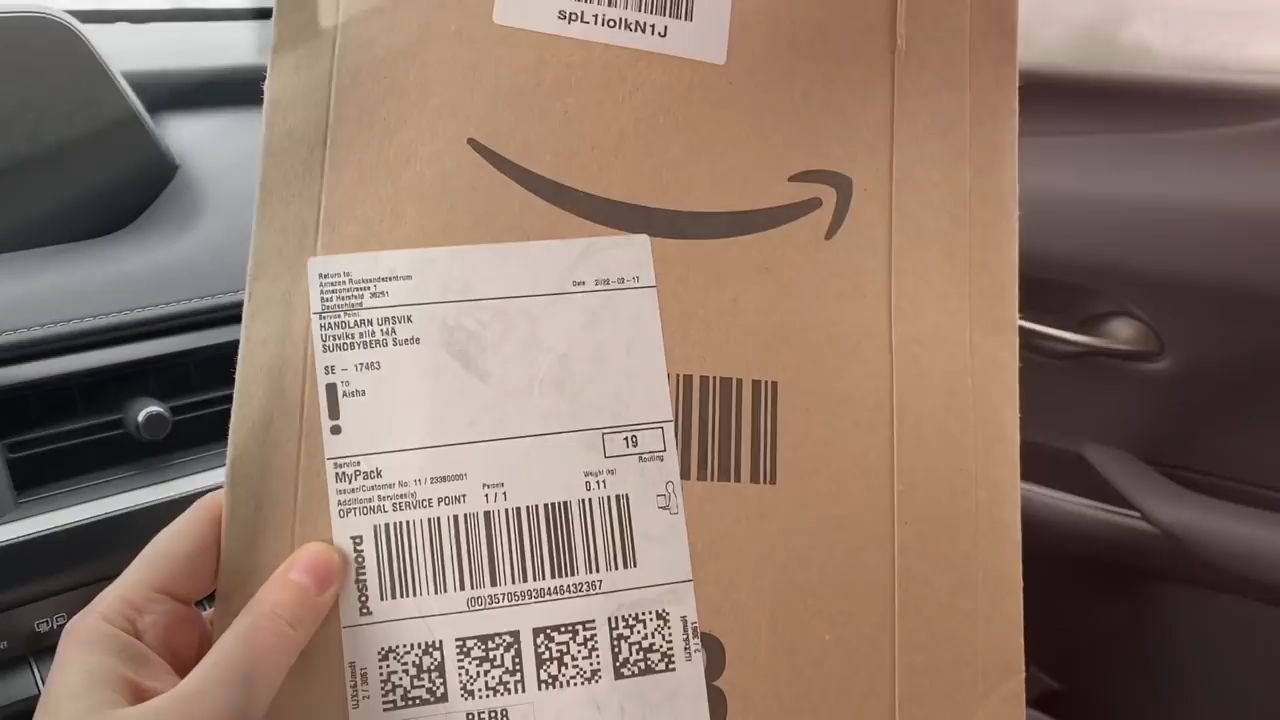 spL1iolkN1J
Return to:
Amazon Rucksendezentrum
Amazonstrasse 1
Bad Hersfeld 36251
Deutschland
Date 2022-02-17
Service Point:
HANDLARN URSVIK
Ursviks allè 14A
SUNDBYBERG Suede
SE - 17463
TO
Aisha
19
Routing
Service
MyPack
Issuer/Customer No: 11 / 233800001
Additional Services(s)
OPTIONAL SERVICE POINT
Parcels
1 / 1
Weight (kg)
0.11
postnord
(00)357059930446432367
2 / 3061
2 / 3061